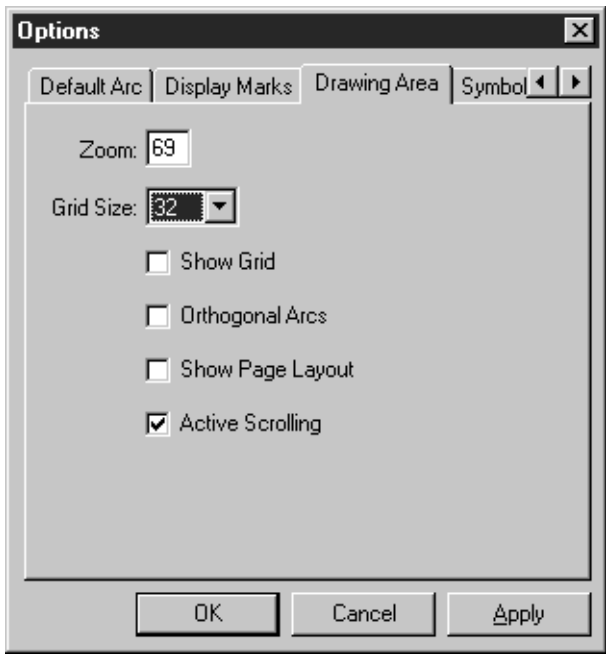 Options
Default Arc Display Marks Drawing Area Symbol
Zoom: 69
Grid Size: 32
Show Grid
Orthogonal Arcs
Show Page Layout
Active Scrolling
OK Cancel Apply